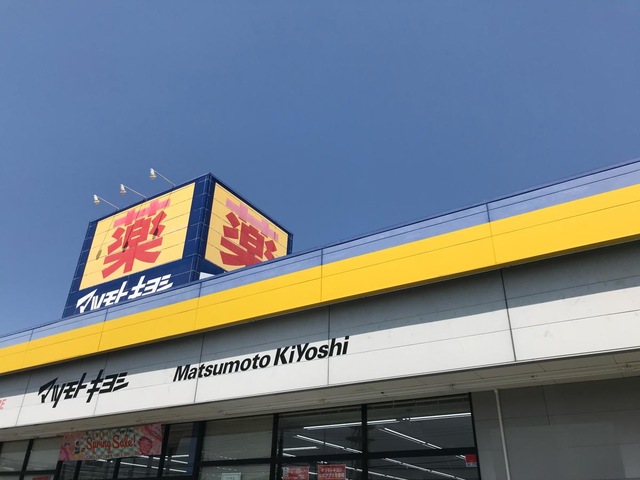 薬
薬
マツモトキヨシ
マツモトキヨシ
Matsumoto KiYoshi
Spring Sale!